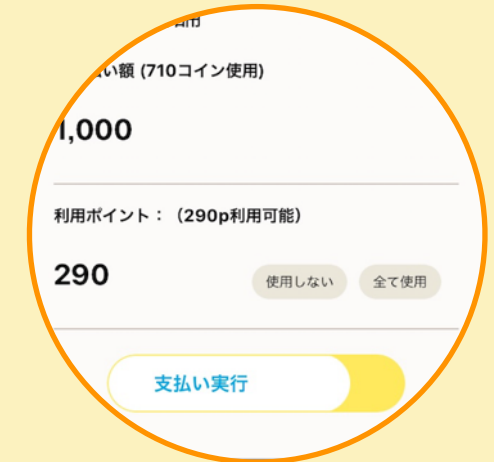 い額 (710コイン使用)
1,000
利用ポイント：（290p利用可能）
290
使用しない 全て使用
支払い実行